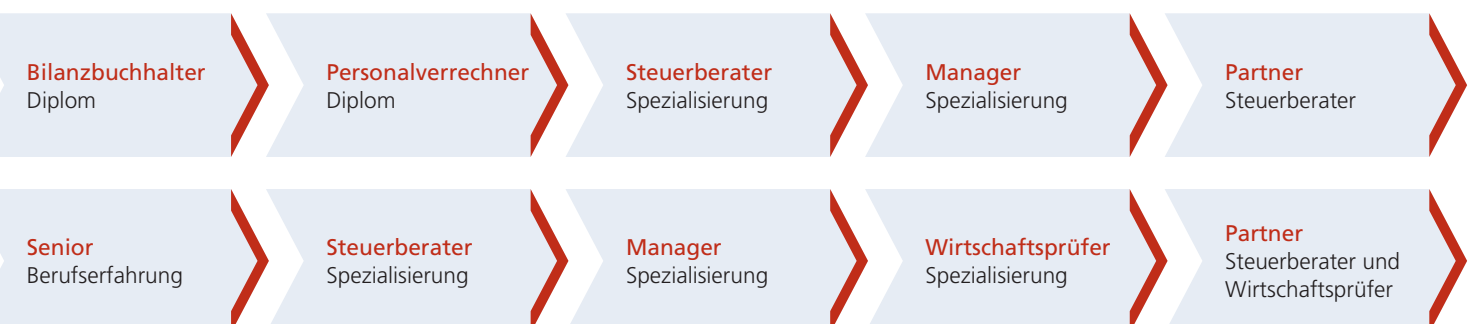 Bilanzbuchhalter
Diplom
Personalverrechner
Diplom
Steuerberater
Spezialisierung
Manager
Spezialisierung
Partner
Steuerberater
Senior
Berufserfahrung
Steuerberater
Spezialisierung
Manager
Spezialisierung
Wirtschaftsprüfer
Spezialisierung
Partner
Steuerberater und
Wirtschaftsprüfer